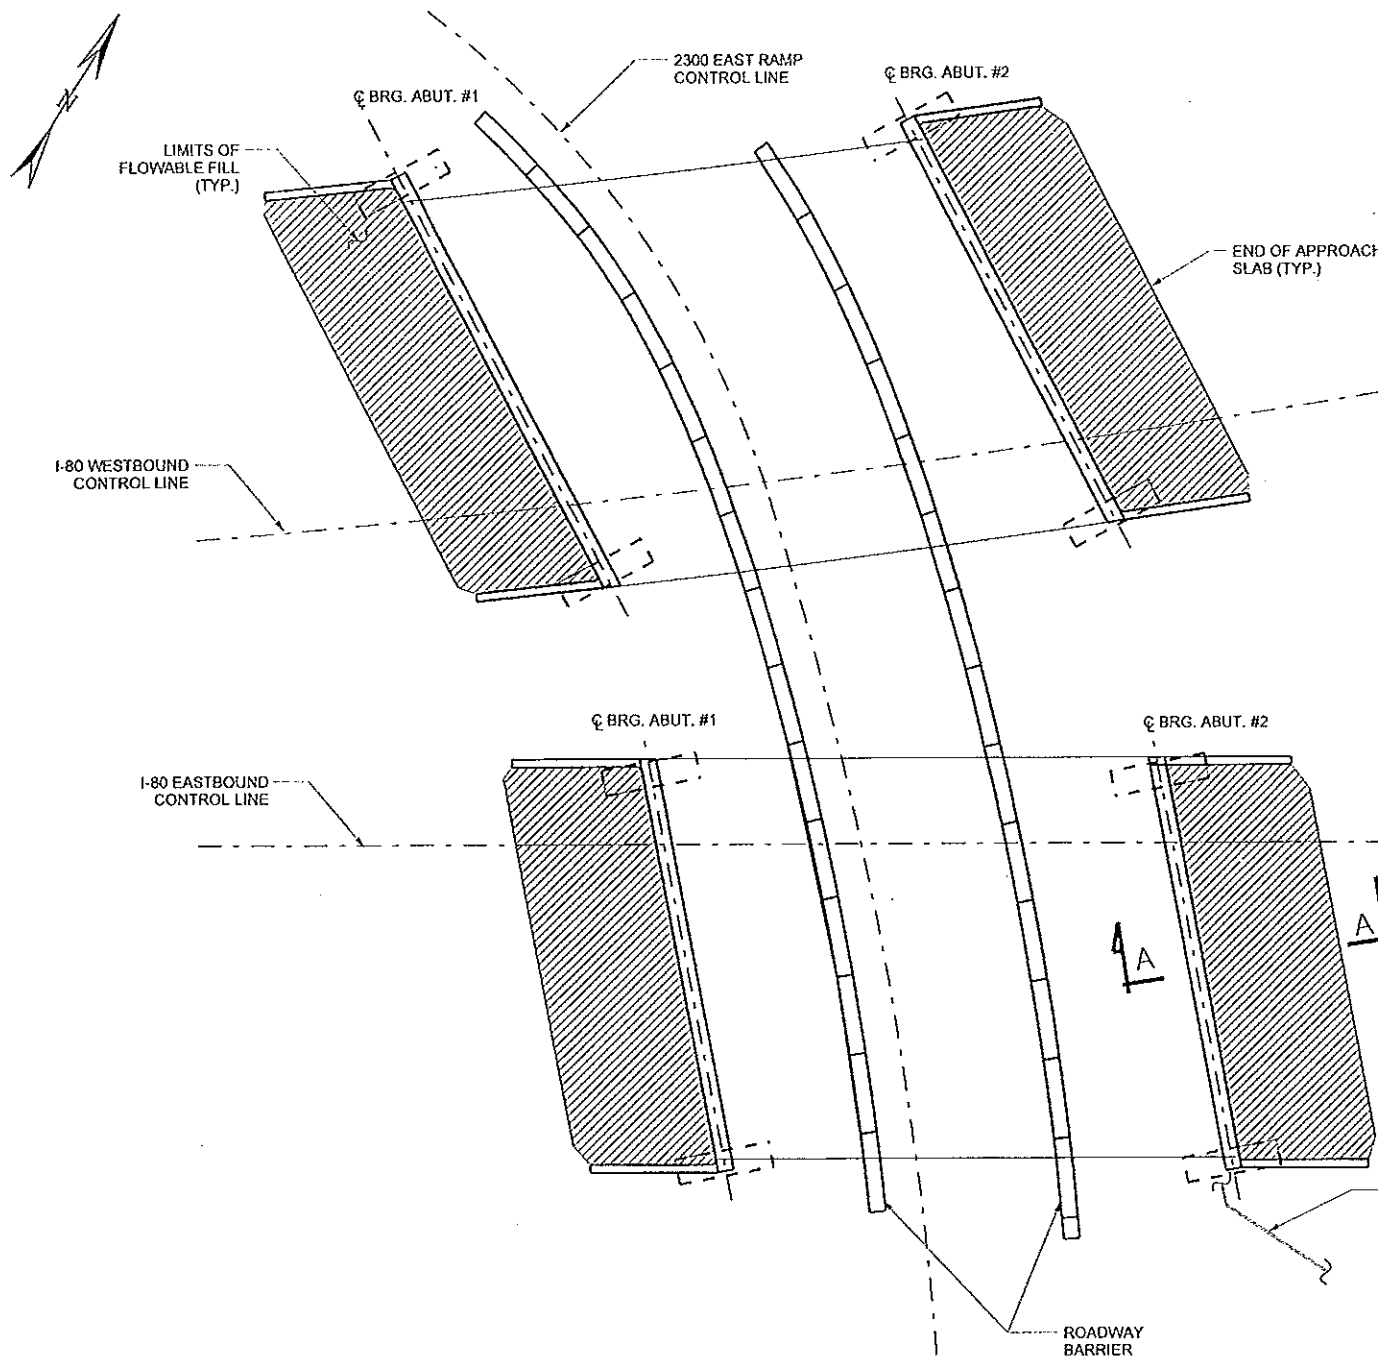 2300 EAST RAMP
CONTROL LINE
℄ BRG. ABUT. #2
℄ BRG. ABUT. #1
N
LIMITS OF
FLOWABLE FILL
(TYP.)
END OF APPROACH
SLAB (TYP.)
I-80 WESTBOUND
CONTROL LINE
℄ BRG. ABUT. #1
℄ BRG. ABUT. #2
I-80 EASTBOUND
CONTROL LINE
A
A
ROADWAY
BARRIER